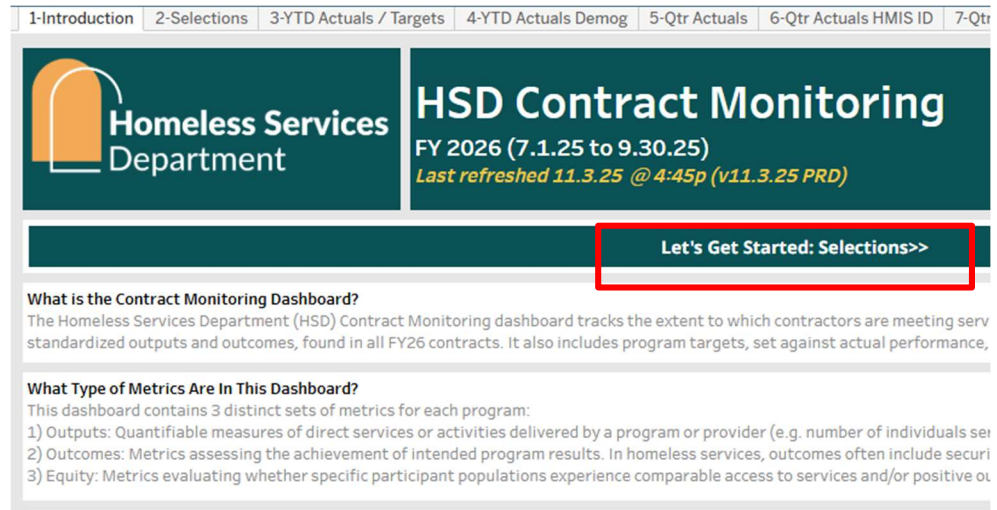 1-Introduction 2-Selections 3-YTD Actuals / Targets 4-YTD Actuals Demog 5-Qtr Actuals 6-Qtr Actuals HMIS ID 7-Qtr
Homeless Services
Department
HSD Contract Monitoring
FY 2026 (7.1.25 to 9.30.25)
Last refreshed 11.3.25 @ 4:45p (v11.3.25 PRD)
Let's Get Started: Selections>>
What is the Contract Monitoring Dashboard?
The Homeless Services Department (HSD) Contract Monitoring dashboard tracks the extent to which contractors are meeting serv
standardized outputs and outcomes, found in all FY26 contracts. It also includes program targets, set against actual performance,
What Type of Metrics Are In This Dashboard?
This dashboard contains 3 distinct sets of metrics for each program:
1) Outputs: Quantifiable measures of direct services or activities delivered by a program or provider (e.g. number of individuals ser
2) Outcomes: Metrics assessing the achievement of intended program results. In homeless services, outcomes often include securi
3) Equity: Metrics evaluating whether specific participant populations experience comparable access to services and/or positive ou